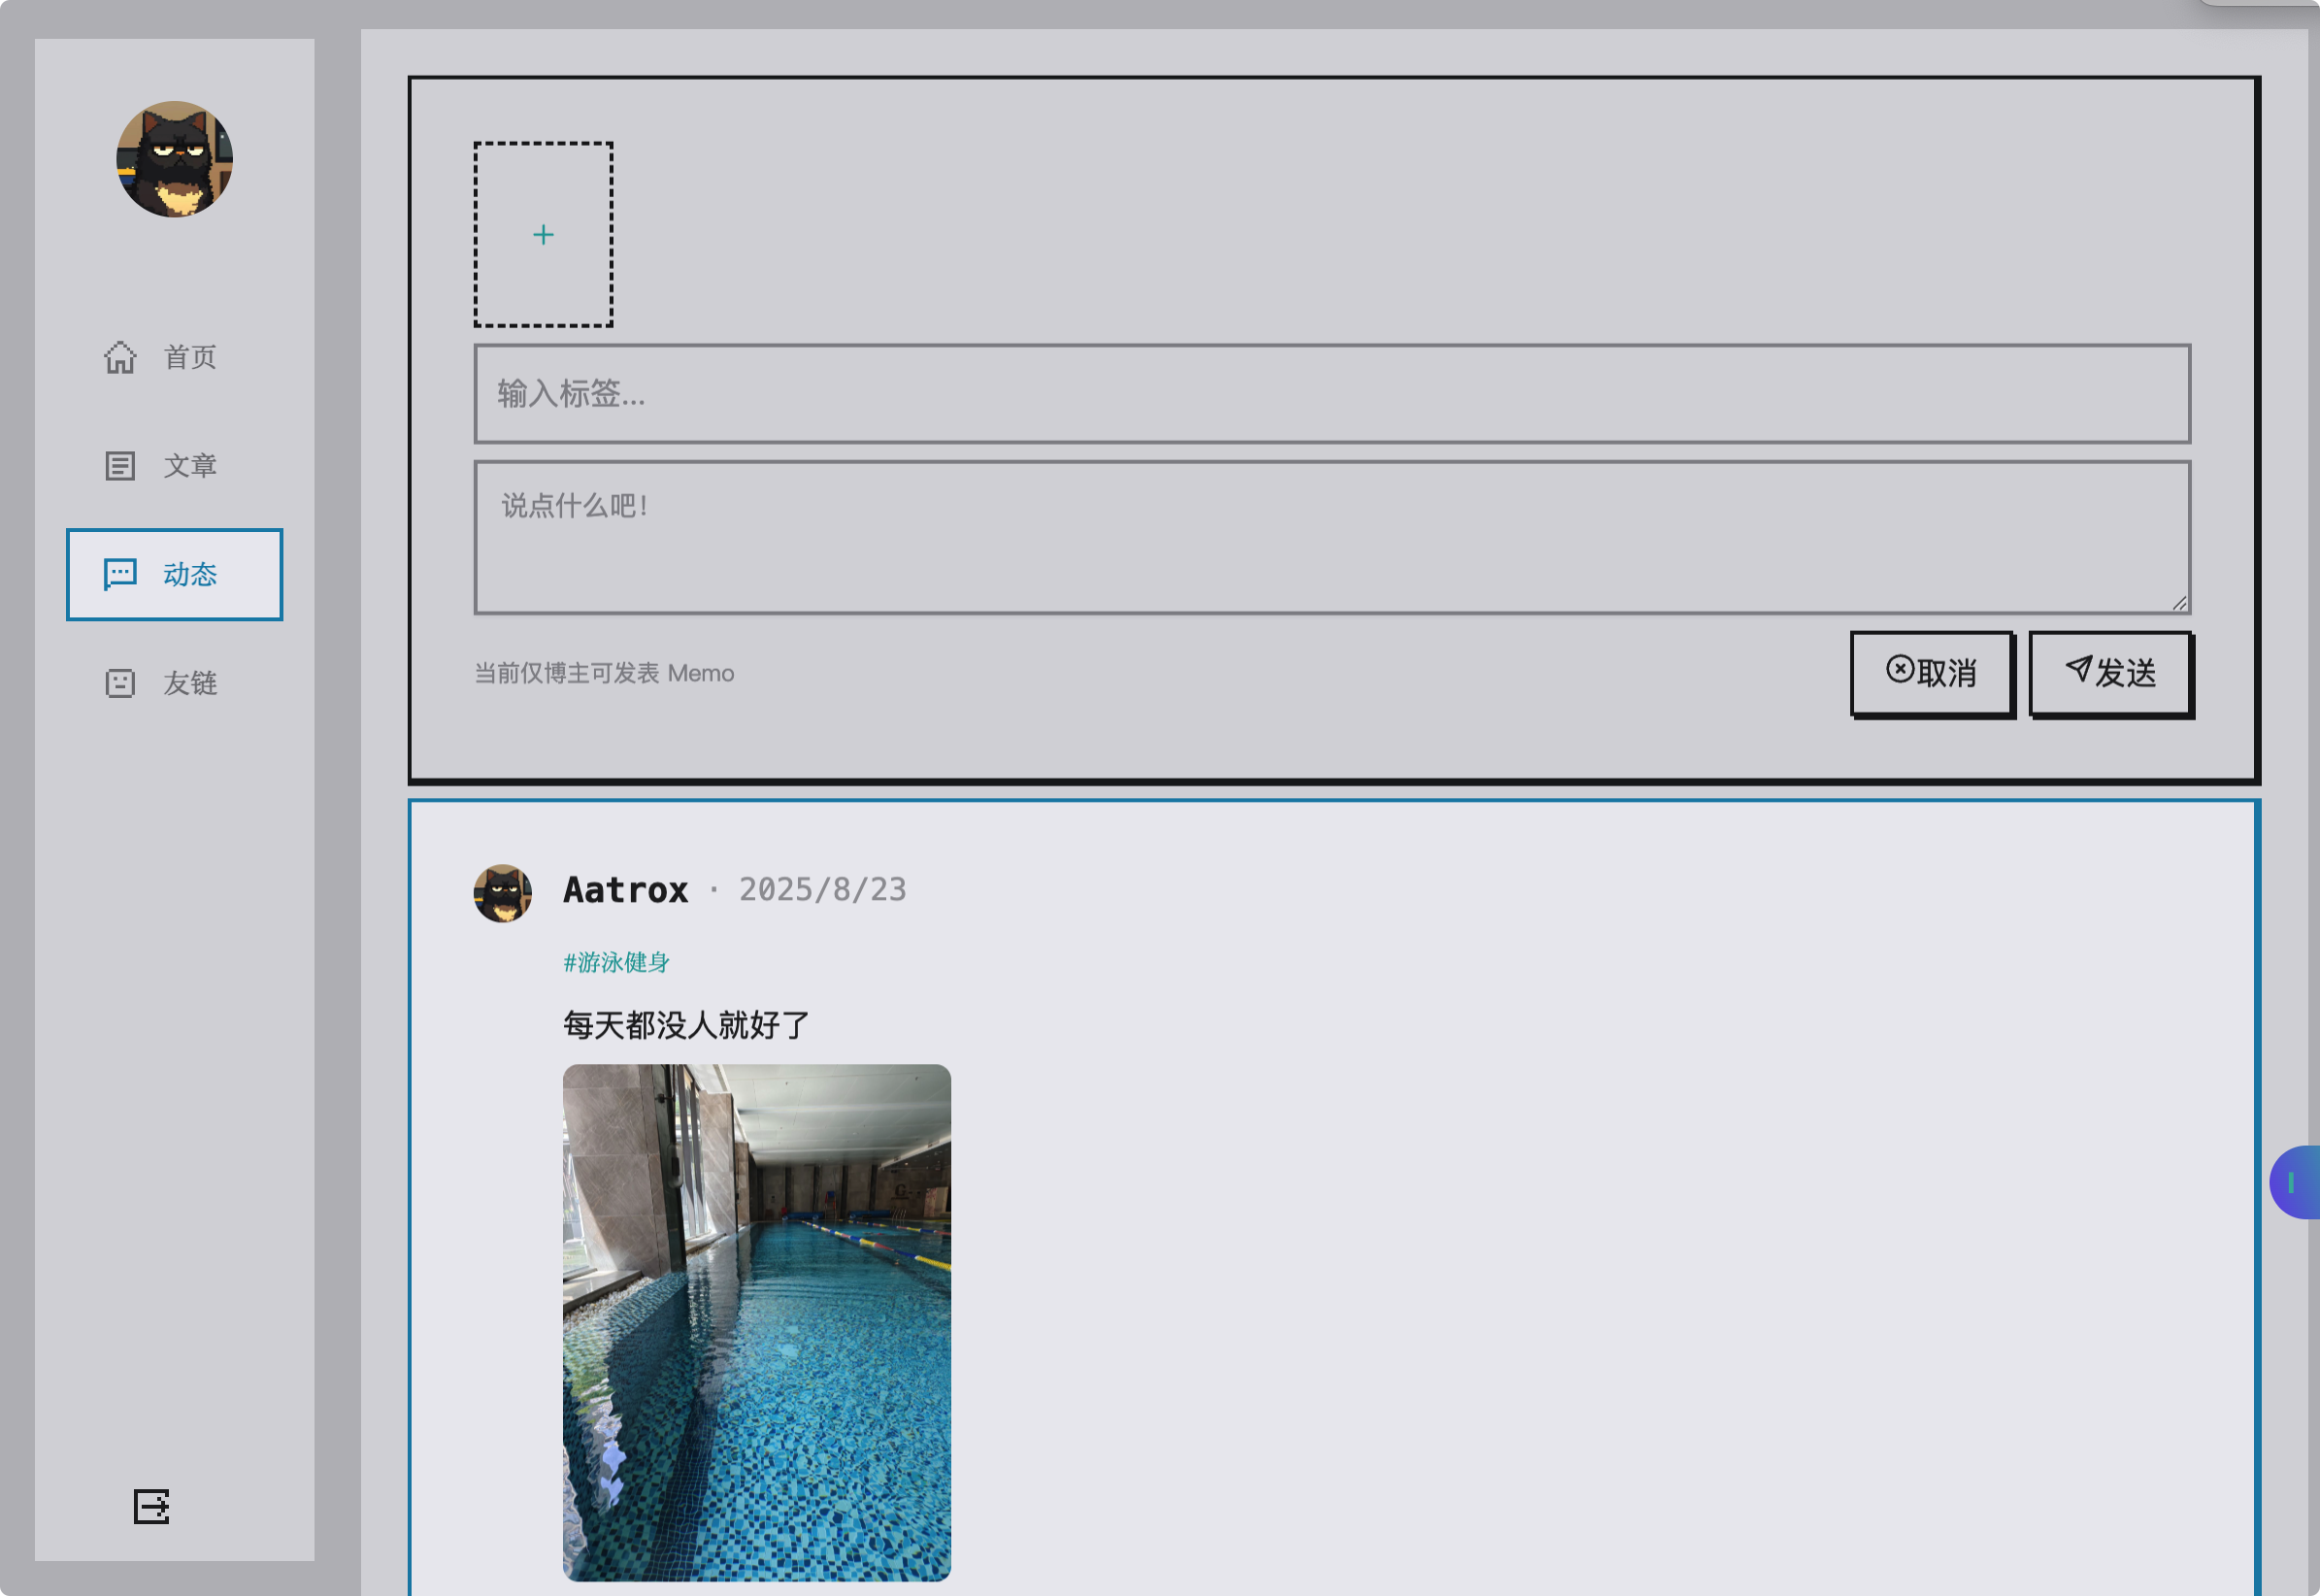 首页
文章
动态
友链
输入标签...
说点什么吧!
当前仅博主可发表 Memo
取消
发送
Aatrox · 2025/8/23
#游泳健身
每天都没人就好了